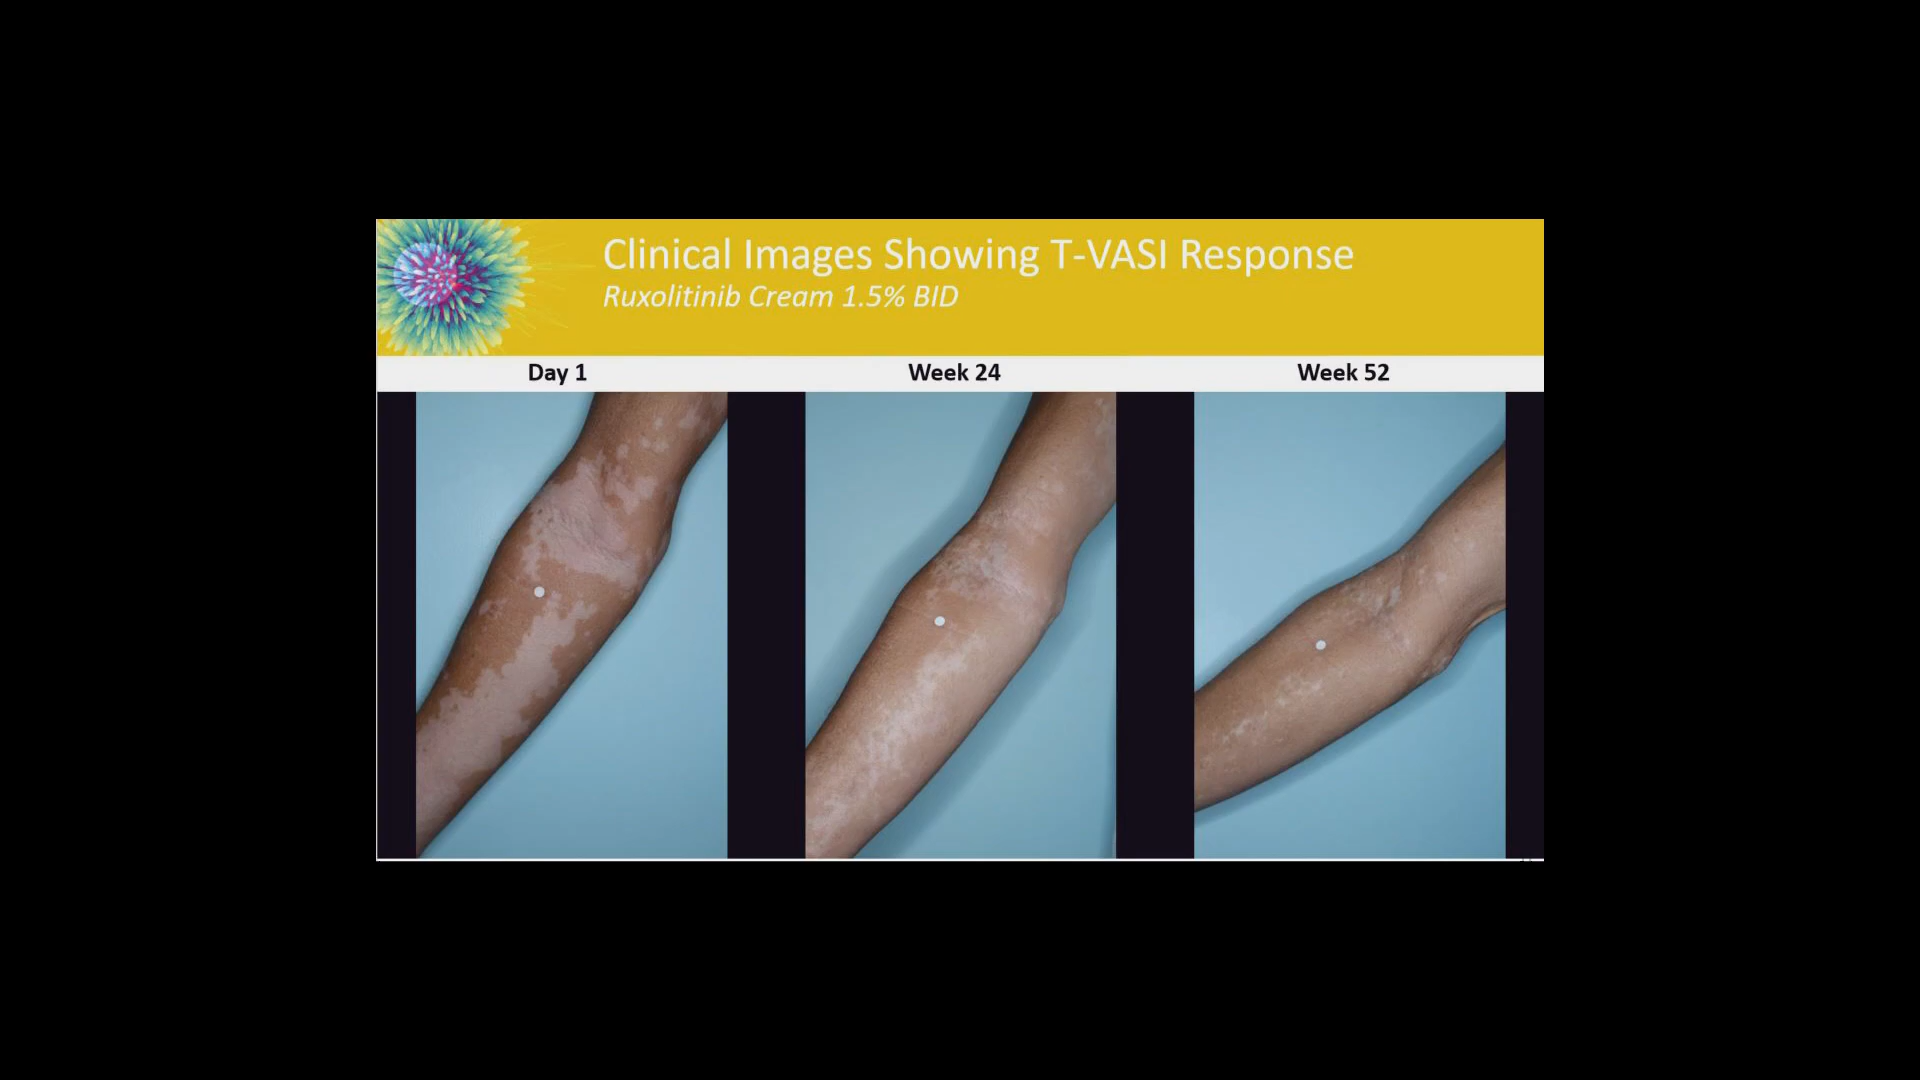 Clinical Images Showing T-VASI Response
Ruxolitinib Cream 1.5% BID
Day 1
Week 24
Week 52